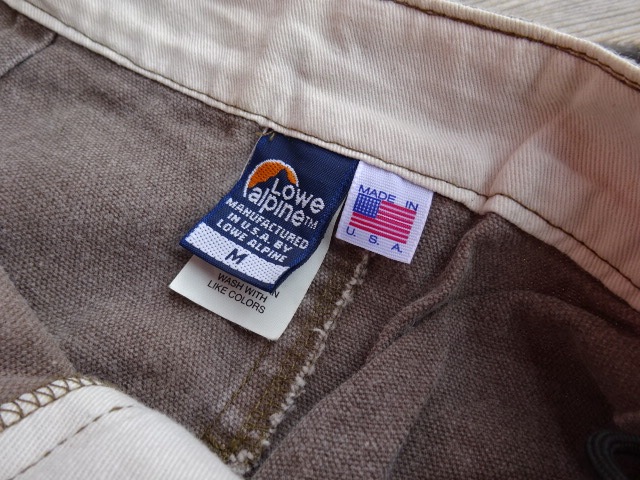 Lowe
alpine™
MANUFACTURED
IN U.S.A. BY
LOWE ALPINE
M
MADE IN
U.S.A.
WASH WITH
LIKE COLORS